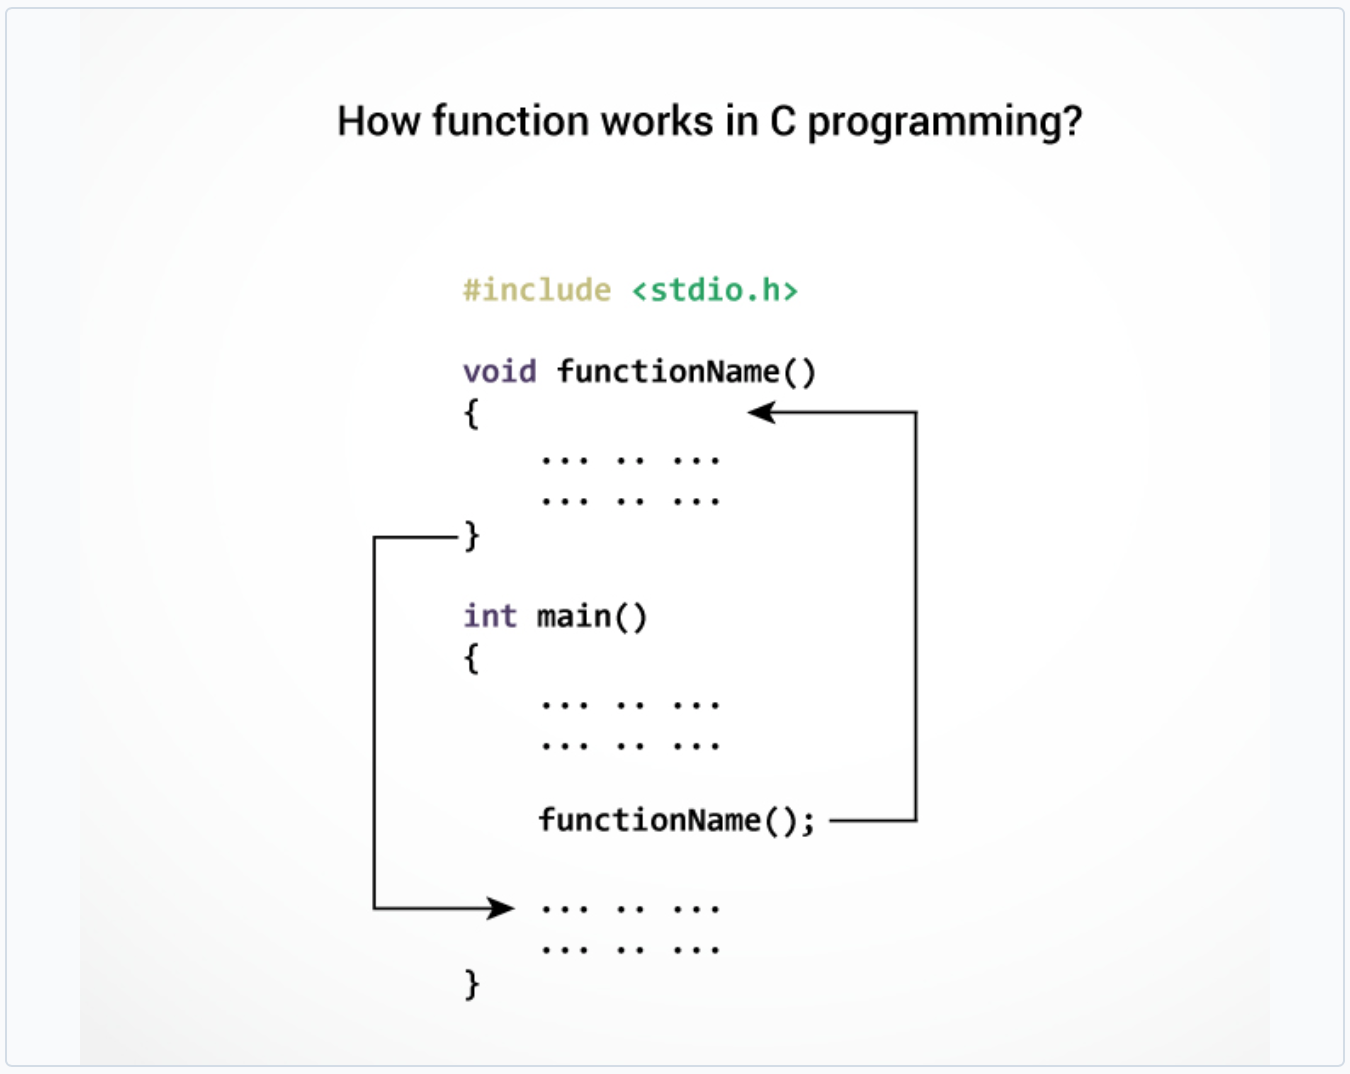 How function works in C programming?
#include <stdio.h>
void functionName()
{
... .. ...
... .. ...
}
int main()
{
... .. ...
... .. ...
functionName();
... .. ...
... .. ...
}